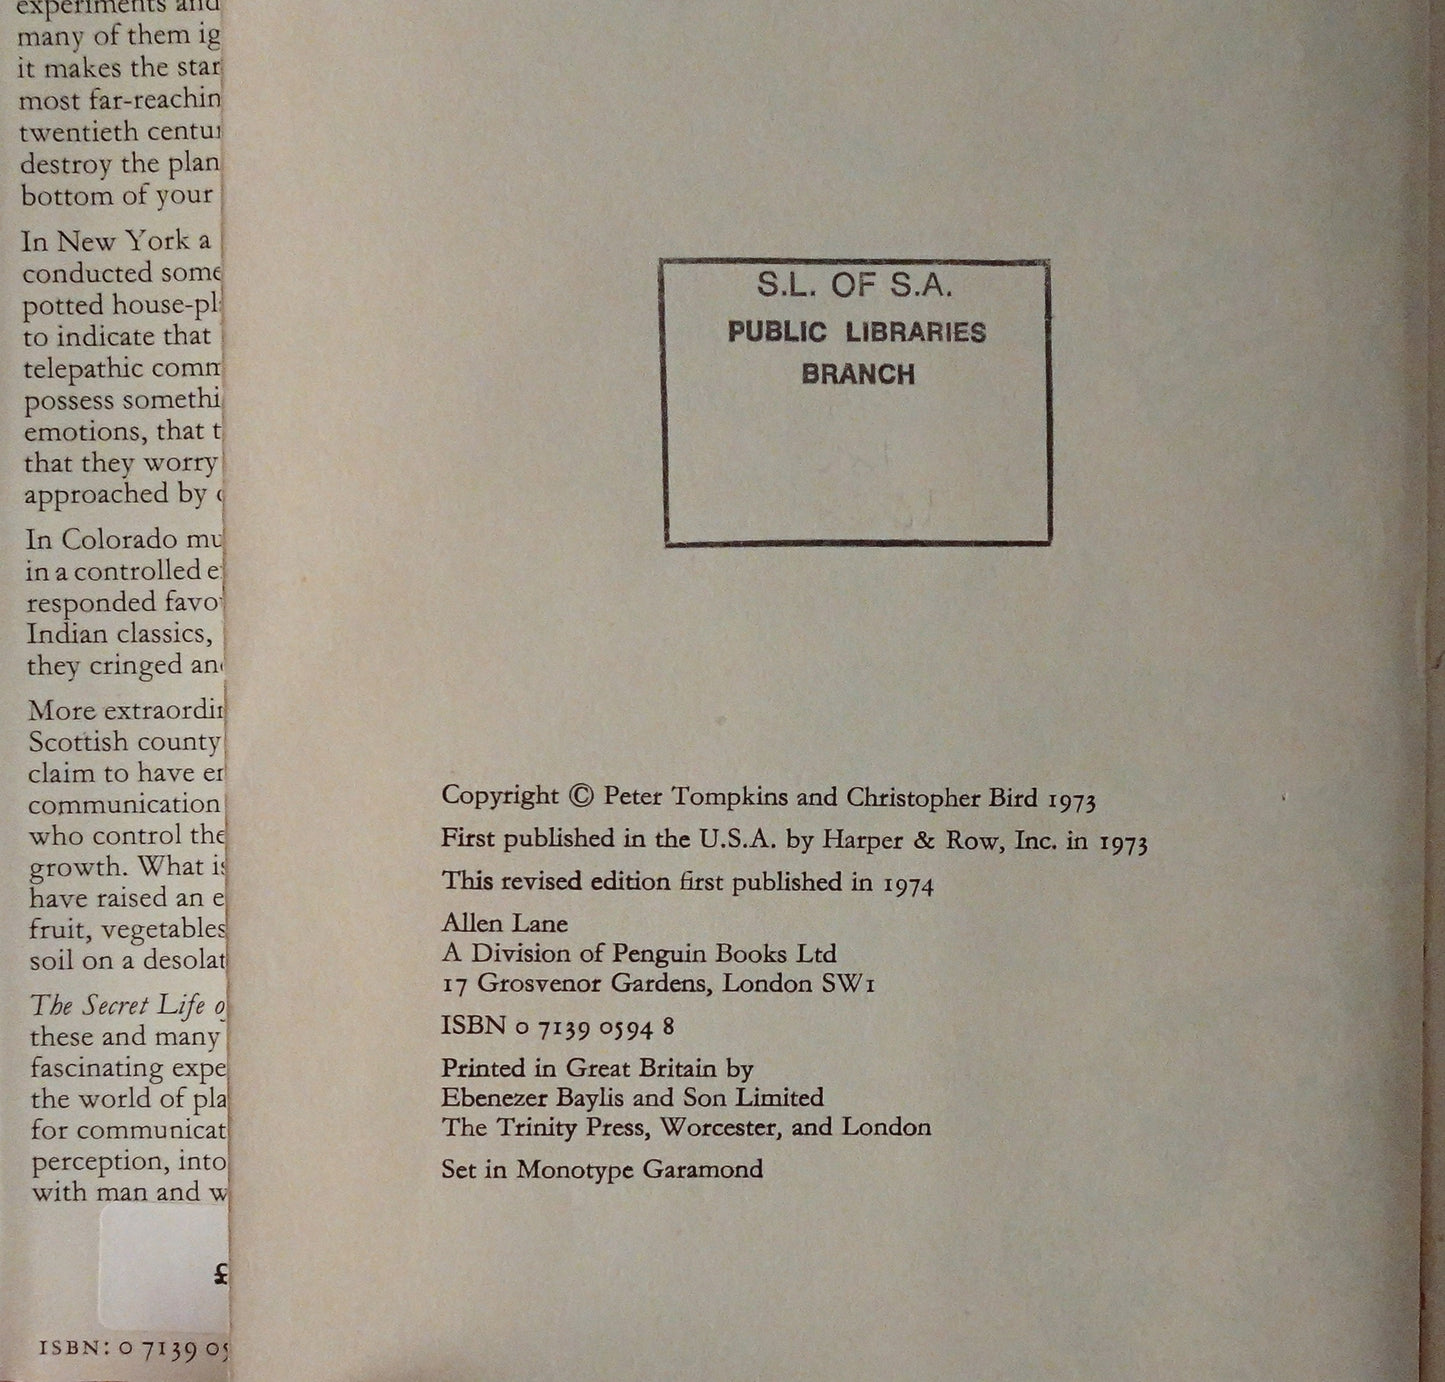 experiments and
many of them ig
it makes the star
most far-reachin
twentieth centu
destroy the plan
bottom of your
In New York a
conducted some
potted house-pl
to indicate that
telepathic com
possess somethi
emotions, that t
that they worry
approached by
In Colorado mu
in a controlled e
responded favo
Indian classics,
they cringed an
More extraordi
Scottish county
claim to have e
communication
who control the
growth. What is
have raised an e
fruit, vegetables
soil on a desolat
The Secret Life o
these and many
fascinating expe
the world of pla
for communicat
perception, into
with man and w
£
ISBN: 0 7139 05
S.L. OF S.A.
PUBLIC LIBRARIES
BRANCH
Copyright © Peter Tompkins and Christopher Bird 1973
First published in the U.S.A. by Harper & Row, Inc. in 1973
This revised edition first published in 1974
Allen Lane
A Division of Penguin Books Ltd
17 Grosvenor Gardens, London SW1
ISBN 0 7139 0594 8
Printed in Great Britain by
Ebenezer Baylis and Son Limited
The Trinity Press, Worcester, and London
Set in Monotype Garamond